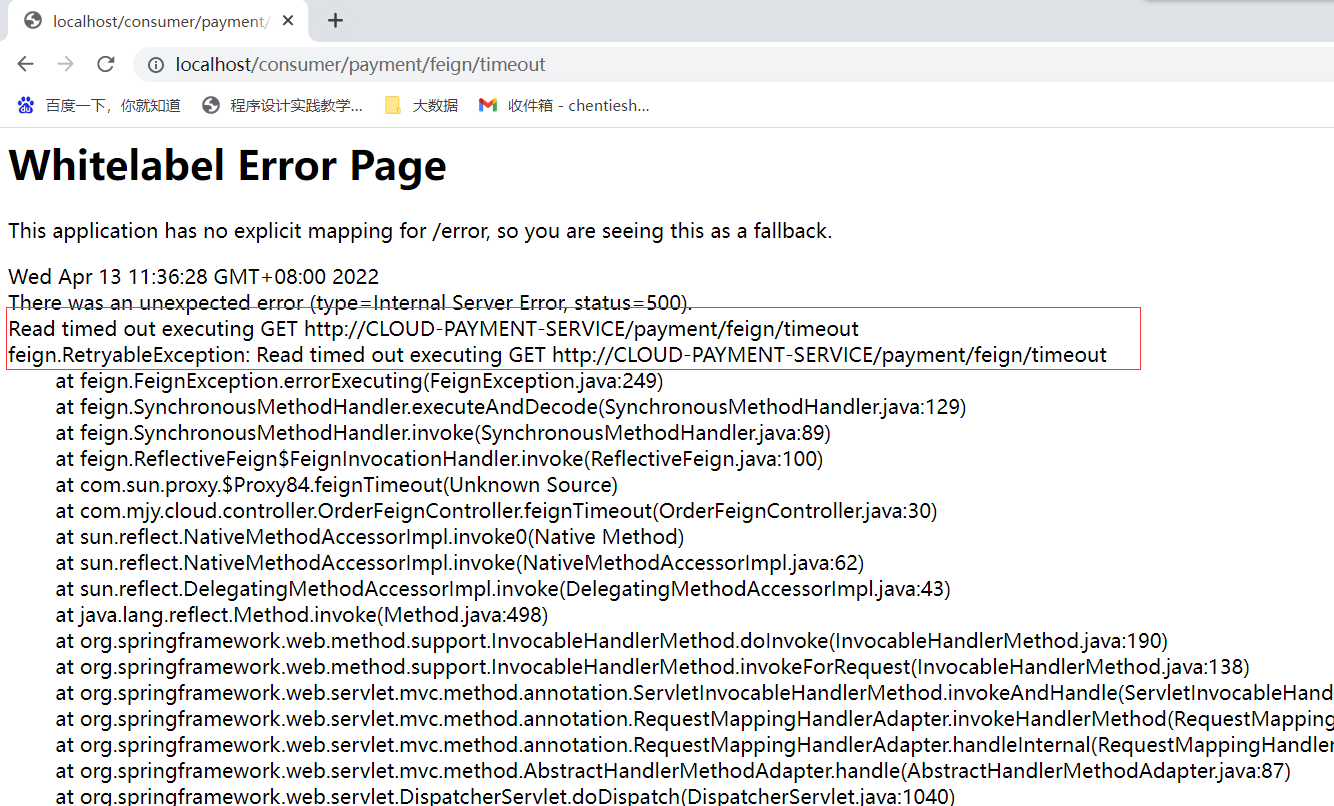 localhost/consumer/payment/
localhost/consumer/payment/feign/timeout
百度一下，你就知道 程序设计实践教学... 大数据 收件箱 - chentiesh...
Whitelabel Error Page
This application has no explicit mapping for /error, so you are seeing this as a fallback.
Wed Apr 13 11:36:28 GMT+08:00 2022
There was an unexpected error (type=Internal Server Error, status=500).
Read timed out executing GET http://CLOUD-PAYMENT-SERVICE/payment/feign/timeout
feign.RetryableException: Read timed out executing GET http://CLOUD-PAYMENT-SERVICE/payment/feign/timeout
at feign.FeignException.errorExecuting(FeignException.java:249)
at feign.SynchronousMethodHandler.executeAndDecode(SynchronousMethodHandler.java:129)
at feign.SynchronousMethodHandler.invoke(SynchronousMethodHandler.java:89)
at feign.ReflectiveFeign$FeignInvocationHandler.invoke(ReflectiveFeign.java:100)
at com.sun.proxy.$Proxy84.feignTimeout(Unknown Source)
at com.mjy.cloud.controller.OrderFeignController.feignTimeout(OrderFeignController.java:30)
at sun.reflect.NativeMethodAccessorImpl.invoke0(Native Method)
at sun.reflect.NativeMethodAccessorImpl.invoke(NativeMethodAccessorImpl.java:62)
at sun.reflect.DelegatingMethodAccessorImpl.invoke(DelegatingMethodAccessorImpl.java:43)
at java.lang.reflect.Method.invoke(Method.java:498)
at org.springframework.web.method.support.InvocableHandlerMethod.doInvoke(InvocableHandlerMethod.java:190)
at org.springframework.web.method.support.InvocableHandlerMethod.invokeForRequest(InvocableHandlerMethod.java:138)
at org.springframework.web.servlet.mvc.method.annotation.ServletInvocableHandlerMethod.invokeAndHandle(ServletInvocableHand
at org.springframework.web.servlet.mvc.method.annotation.RequestMappingHandlerAdapter.invokeHandlerMethod(RequestMapping
at org.springframework.web.servlet.mvc.method.annotation.RequestMappingHandlerAdapter.handleInternal(RequestMappingHandler
at org.springframework.web.servlet.mvc.method.AbstractHandlerMethodAdapter.handle(AbstractHandlerMethodAdapter.java:87)
at org.springframework.web.servlet.DispatcherServlet.doDispatch(DispatcherServlet.java:1040)